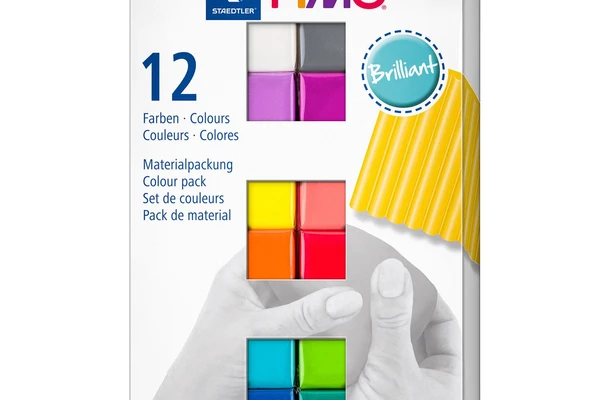 STAEDTLER
FIMO
12
Brilliant
Farben · Colours
Couleurs · Colores
Materialpackung
Colour pack
Set de couleurs
Pack de material